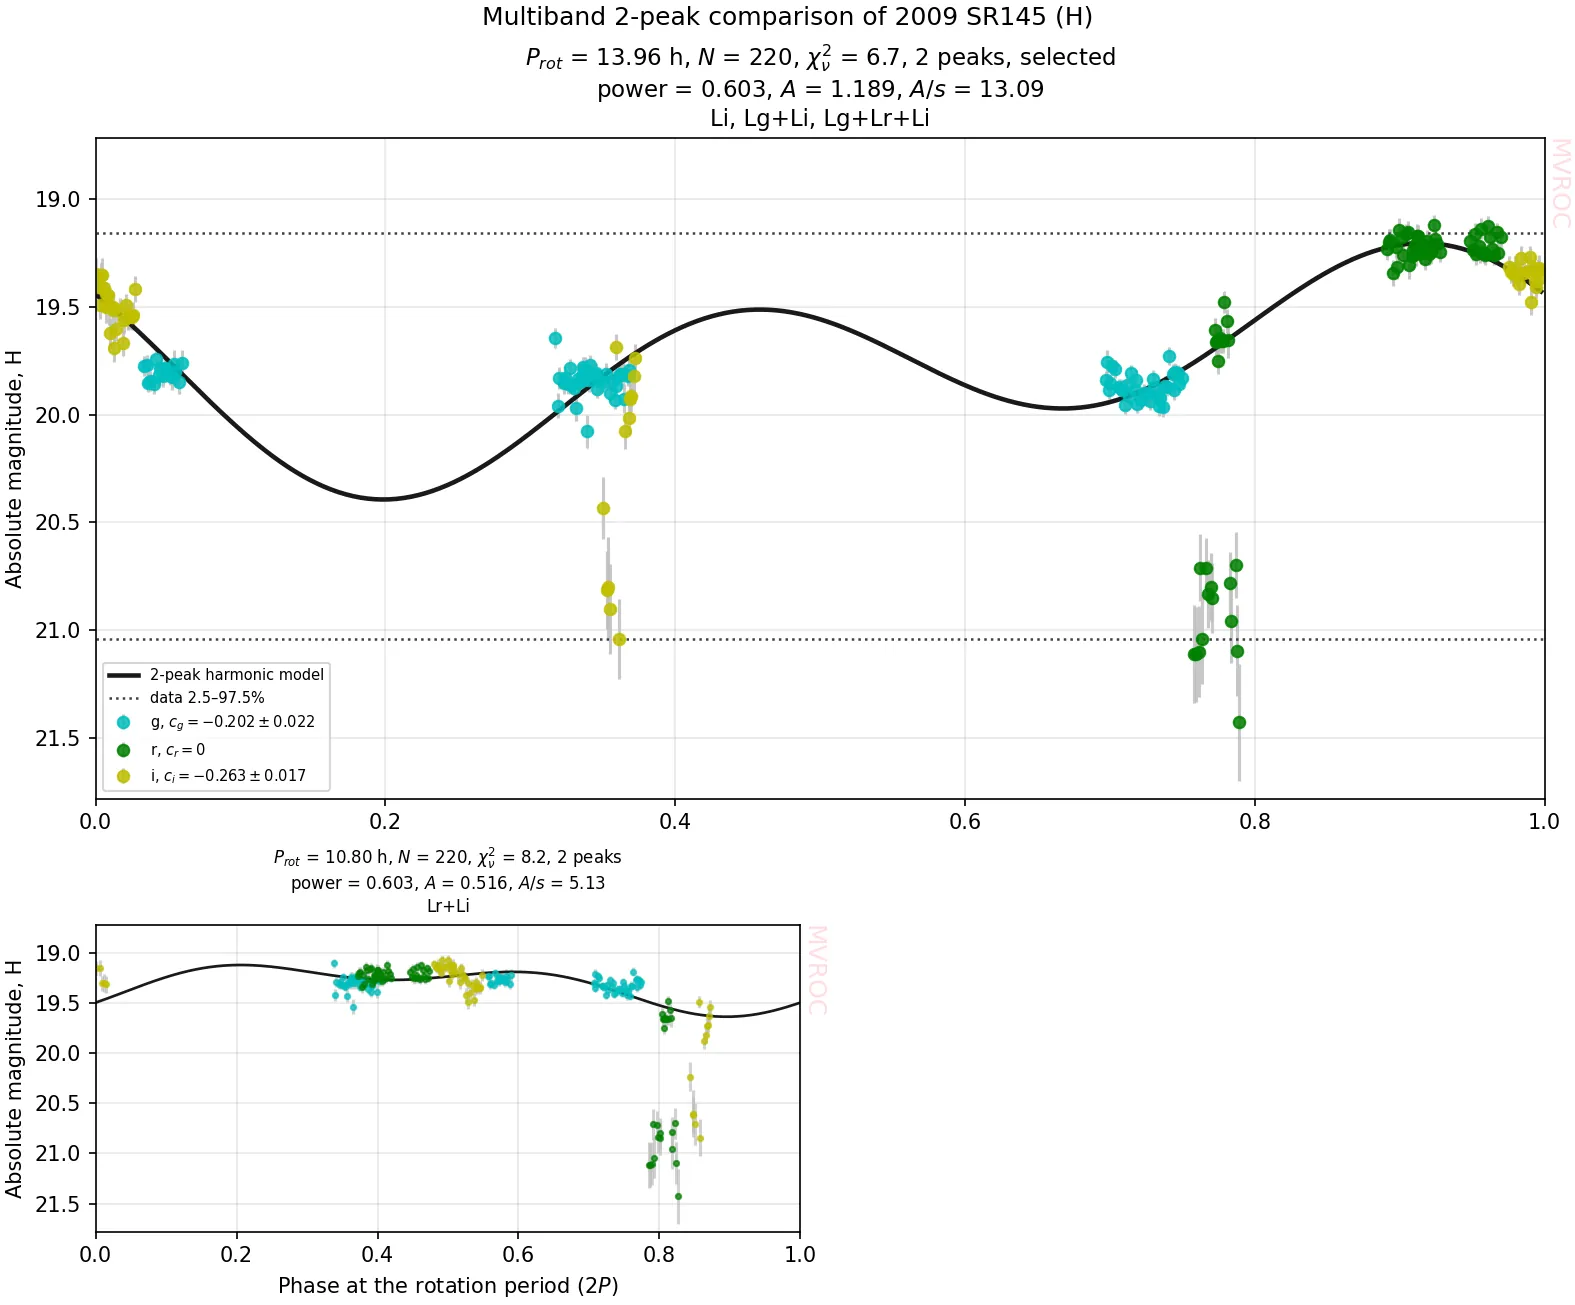 Multiband 2-peak comparison of 2009 SR145 (H)
P_rot = 13.96 h, N = 220, χ²_ν = 6.7, 2 peaks, selected
power = 0.603, A = 1.189, A/s = 13.09
Li, Lg+Li, Lg+Lr+Li
MVROC
Absolute magnitude, H
19.0
19.5
20.0
20.5
21.0
21.5
2-peak harmonic model
data 2.5–97.5%
g, c_g = −0.202 ± 0.022
r, c_r = 0
i, c_i = −0.263 ± 0.017
0.0 0.2 0.4 0.6 0.8 1.0
P_rot = 10.80 h, N = 220, χ²_ν = 8.2, 2 peaks
power = 0.603, A = 0.516, A/s = 5.13
Lr+Li
MVROC
Absolute magnitude, H
19.0
19.5
20.0
20.5
21.0
21.5
0.0 0.2 0.4 0.6 0.8 1.0
Phase at the rotation period (2P)